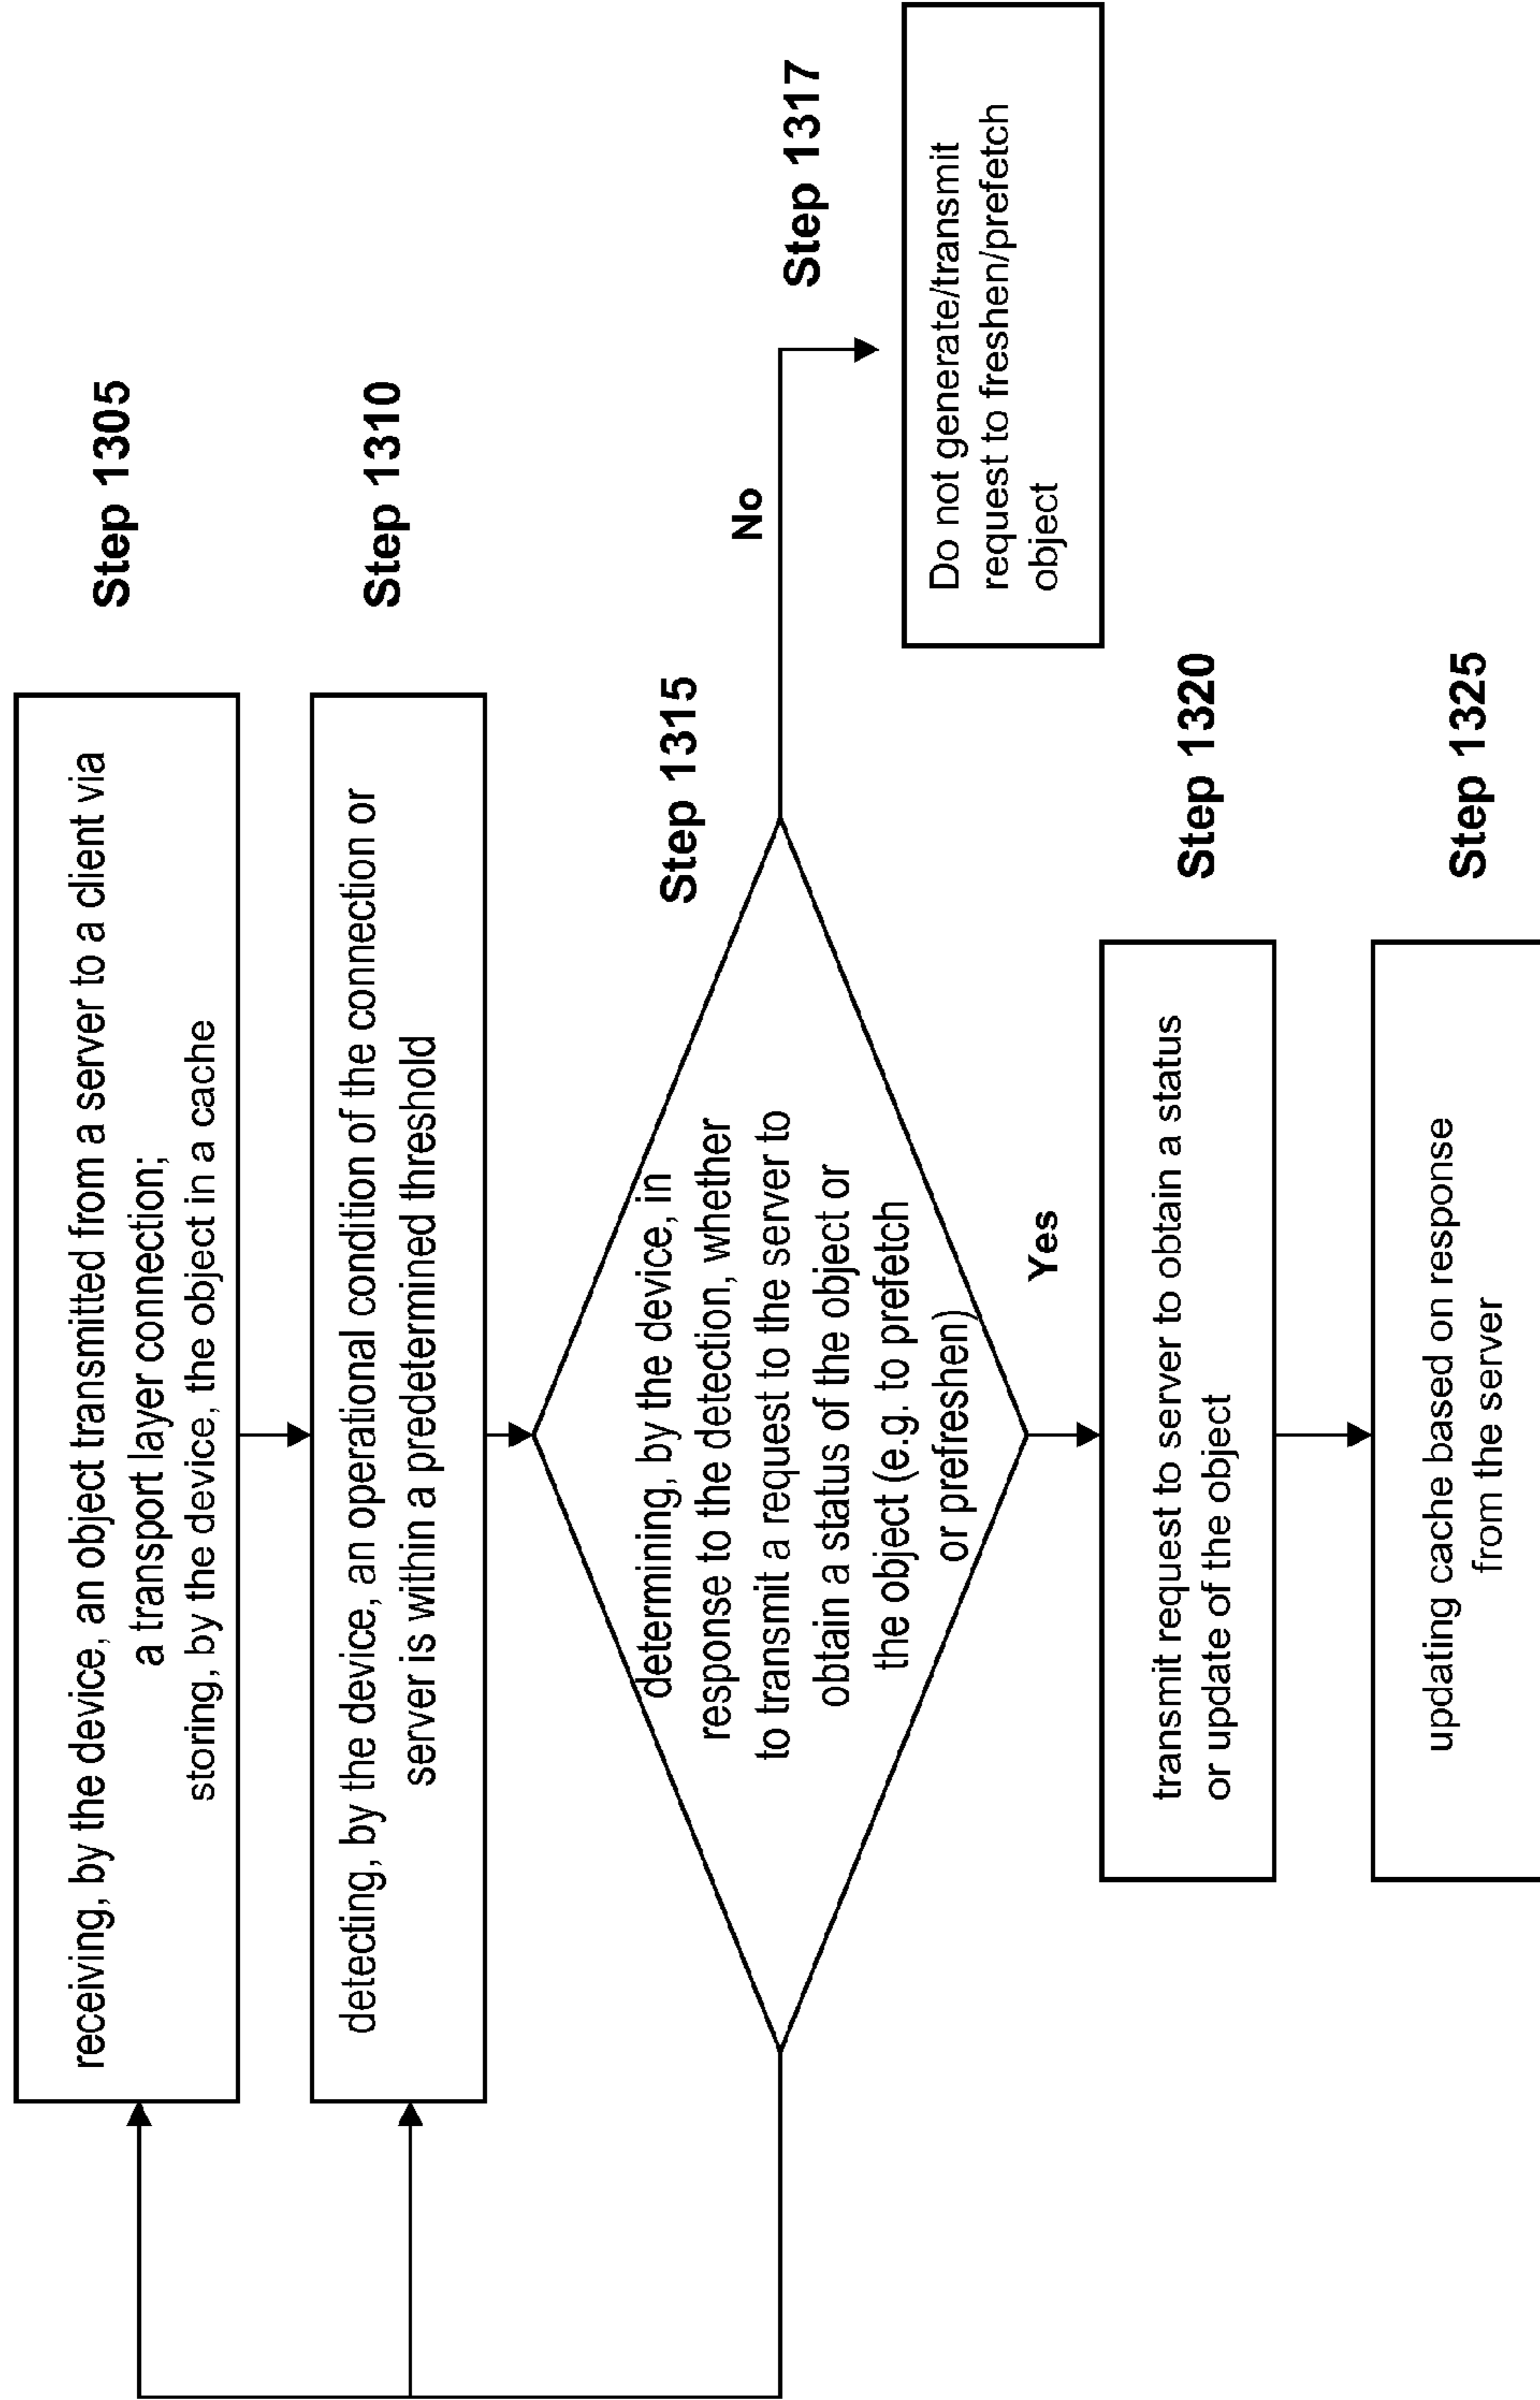 receiving, by the device, an object transmitted from a server to a client via
a transport layer connection;
storing, by the device, the object in a cache
Step 1305
detecting, by the device, an operational condition of the connection or
server is within a predetermined threshold
Step 1310
determining, by the device, in
response to the detection, whether
to transmit a request to the server to
obtain a status of the object or
the object (e.g. to prefetch
or prefreshen)
Step 1315
No
Step 1317
Do not generate/transmit
request to freshen/prefetch
object
Yes
transmit request to server to obtain a status
or update of the object
Step 1320
updating cache based on response
from the server
Step 1325